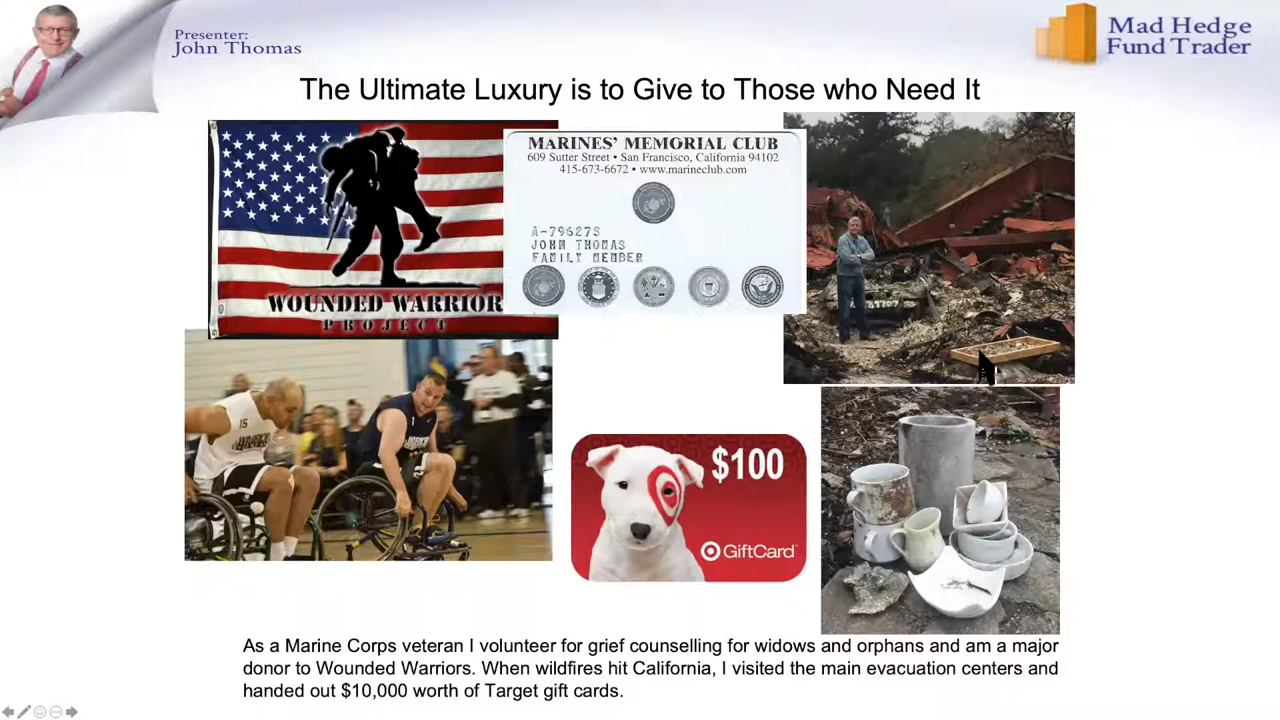 Presenter:
John Thomas
Mad Hedge
Fund Trader
The Ultimate Luxury is to Give to Those who Need It
WOUNDED WARRIOR
PROJECT
MARINES' MEMORIAL CLUB
609 Sutter Street • San Francisco, California 94102
415-673-6672 • www.marineclub.com
A-79627S
JOHN THOMAS
FAMILY MEMBER
15
$100
GiftCard
As a Marine Corps veteran I volunteer for grief counselling for widows and orphans and am a major
donor to Wounded Warriors. When wildfires hit California, I visited the main evacuation centers and
handed out $10,000 worth of Target gift cards.